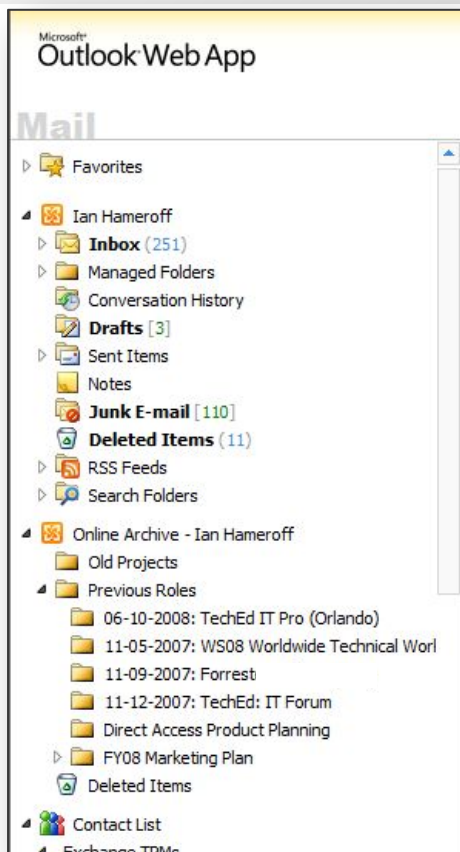 Microsoft®
Outlook Web App
Mail
Favorites
Ian Hameroff
Inbox (251)
Managed Folders
Conversation History
Drafts [3]
Sent Items
Notes
Junk E-mail [110]
Deleted Items (11)
RSS Feeds
Search Folders
Online Archive - Ian Hameroff
Old Projects
Previous Roles
06-10-2008: TechEd IT Pro (Orlando)
11-05-2007: WS08 Worldwide Technical
11-09-2007: Forrest
11-12-2007: TechEd: IT Forum
Direct Access Product Planning
FY08 Marketing Plan
Deleted Items
Contact List
Exchange TPMs